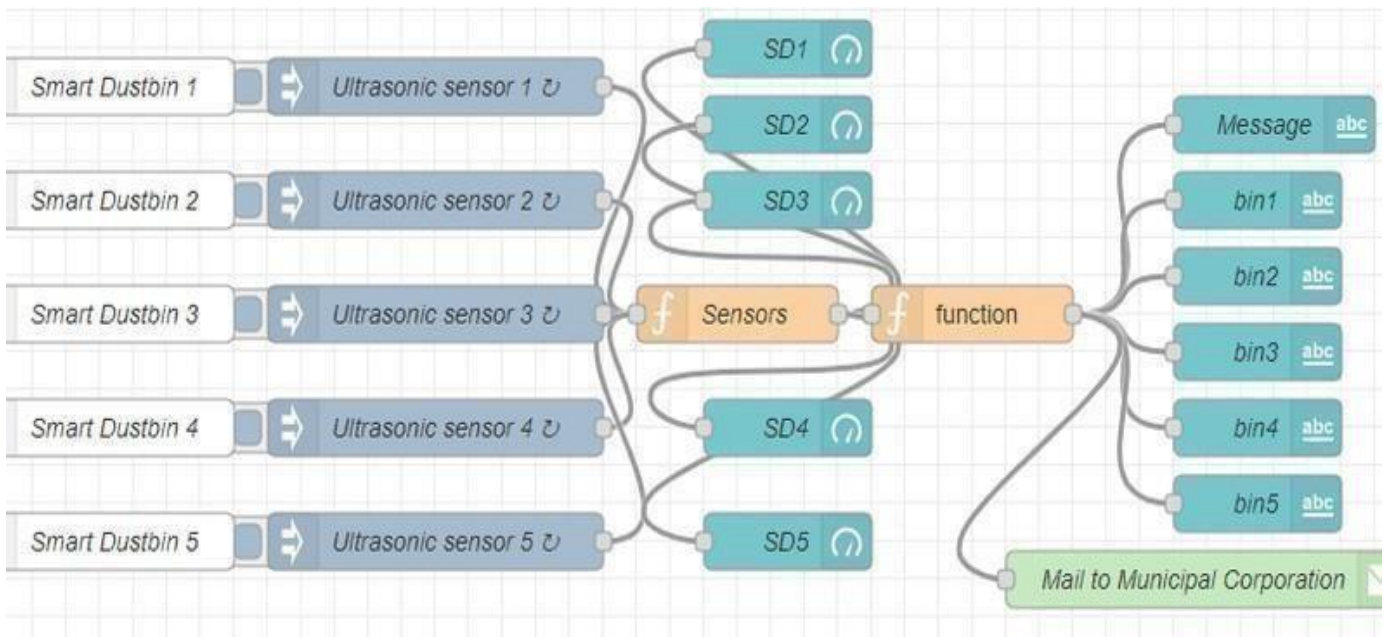 Smart Dustbin 1
Ultrasonic sensor 1 ↻
Smart Dustbin 2
Ultrasonic sensor 2 ↻
Smart Dustbin 3
Ultrasonic sensor 3 ↻
Smart Dustbin 4
Ultrasonic sensor 4 ↻
Smart Dustbin 5
Ultrasonic sensor 5 ↻
SD1
SD2
SD3
Sensors
SD4
SD5
function
Message abc
bin1 abc
bin2 abc
bin3 abc
bin4 abc
bin5 abc
Mail to Municipal Corporation